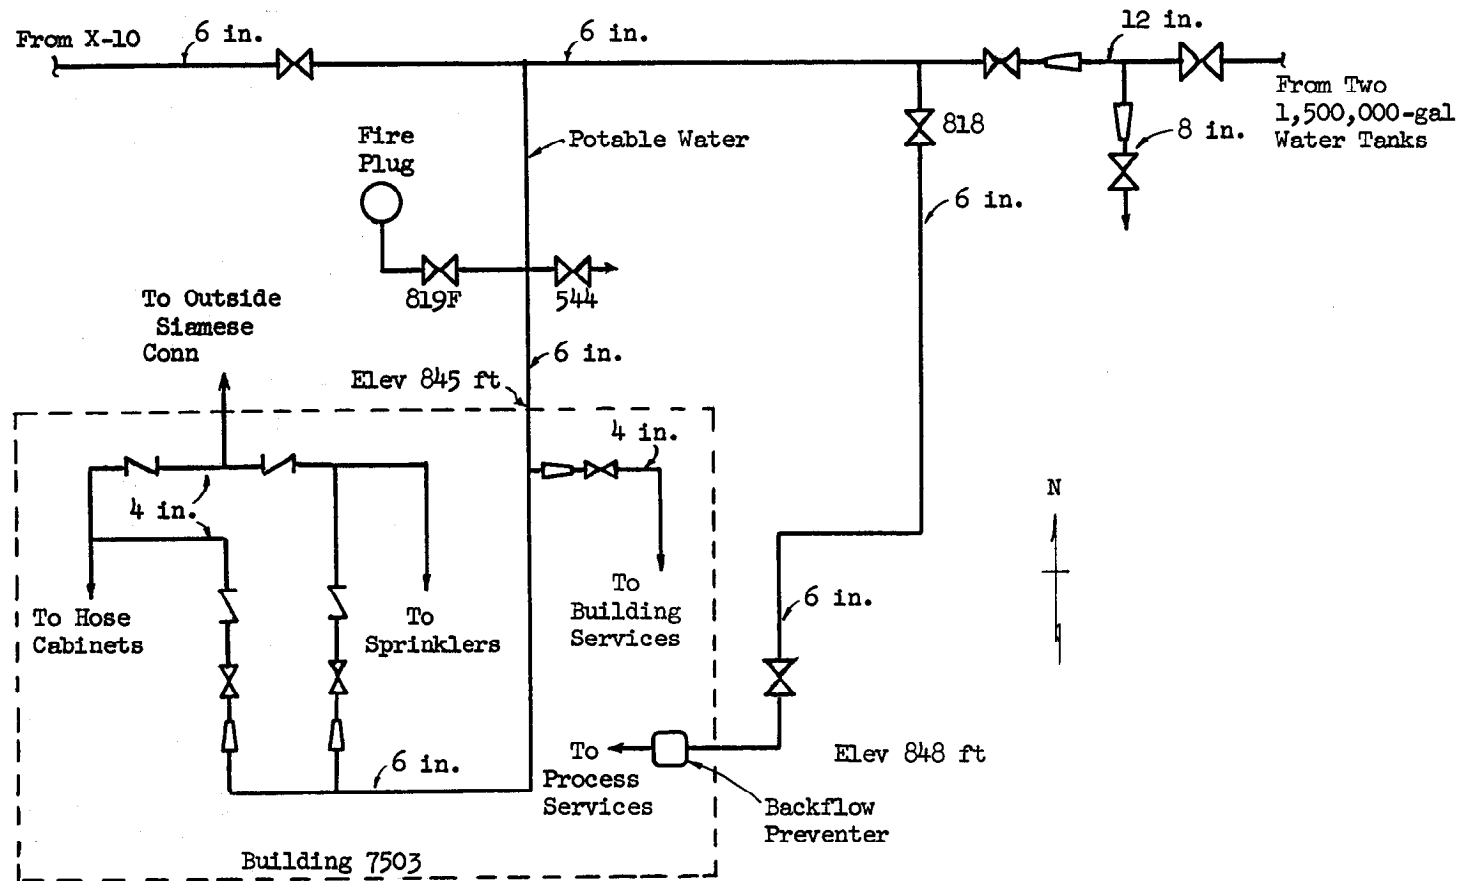 From X-10
6 in.
6 in.
12 in.
From Two
1,500,000-gal
Water Tanks
8 in.
818
Fire
Plug
Potable Water
6 in.
819F
544
To Outside
Siamese
Conn
6 in.
Elev 845 ft
4 in.
4 in.
N
To Hose
Cabinets
To
Sprinklers
To
Building
Services
6 in.
6 in.
To
Process
Services
Elev 848 ft
Backflow
Preventer
Building 7503